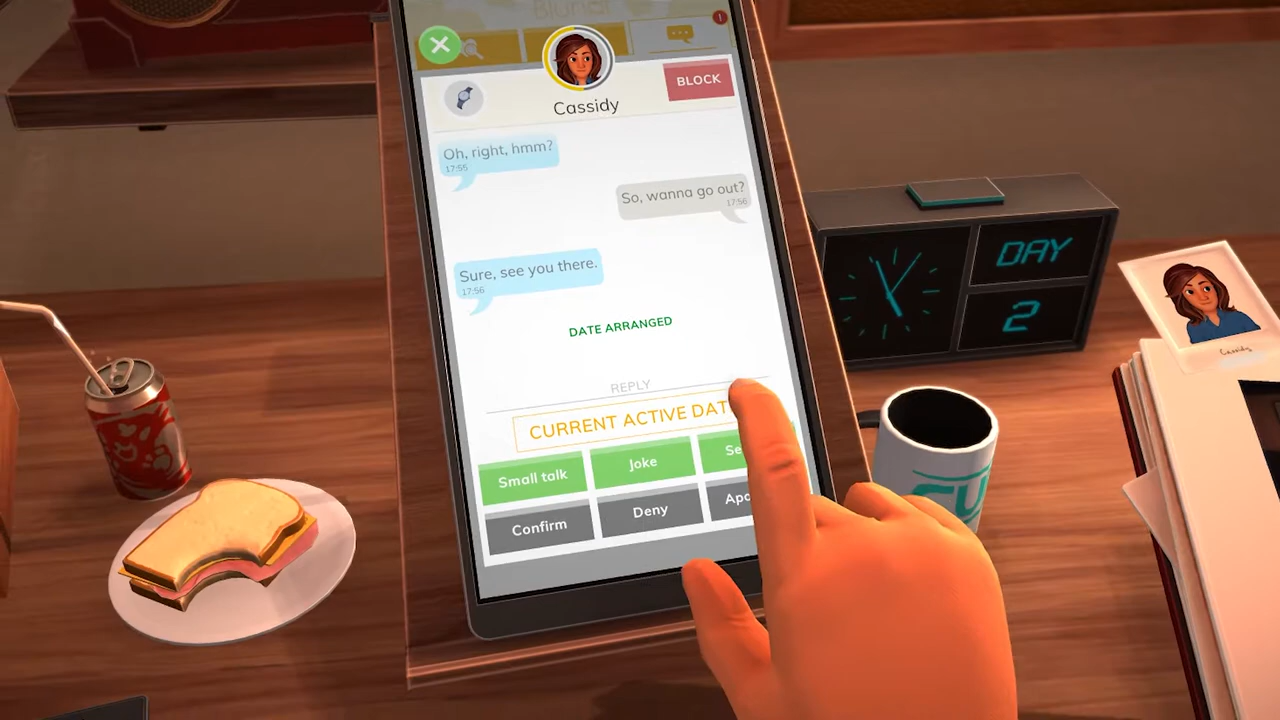 BLOCK
Cassidy
Oh, right, hmm?
17:55
So, wanna go out?
17:56
Sure, see you there.
17:56
DATE ARRANGED
REPLY
CURRENT ACTIVE
Small talk
Joke
Confirm
Deny
DAY
2
Cassidy